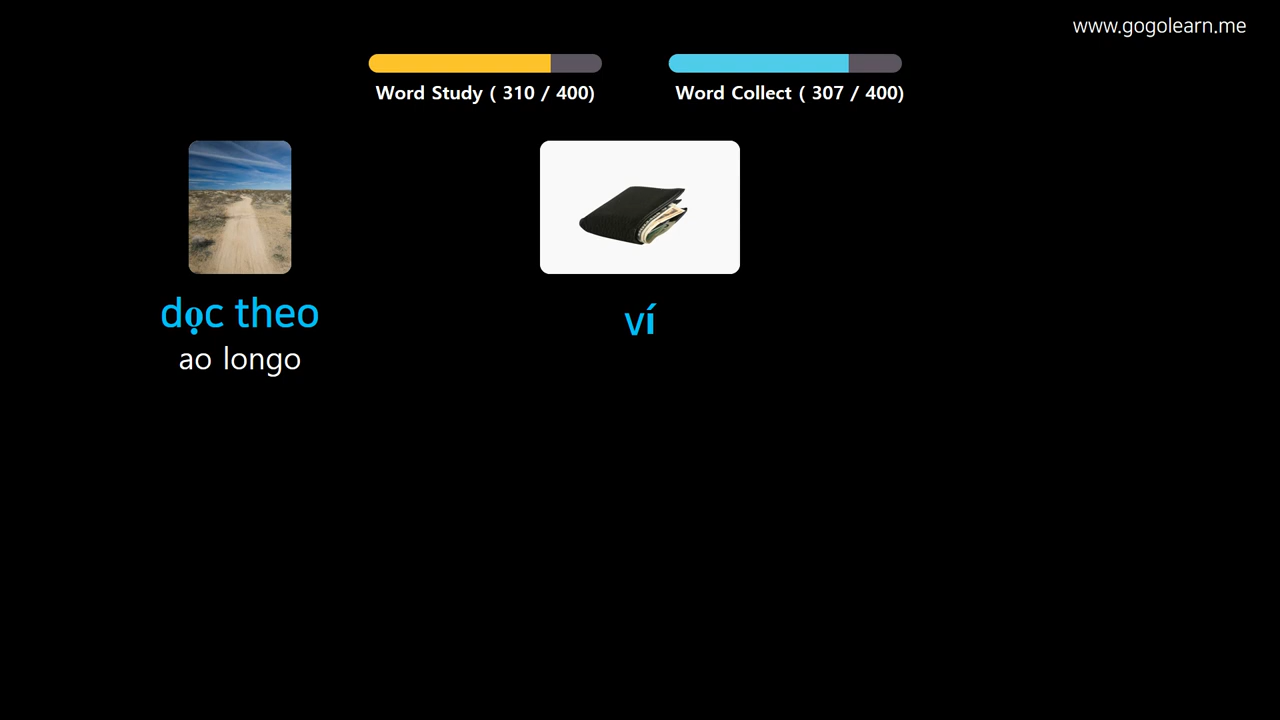 www.gogolearn.me
Word Study ( 310 / 400)
Word Collect ( 307 / 400)
dọc theo
ao longo
ví